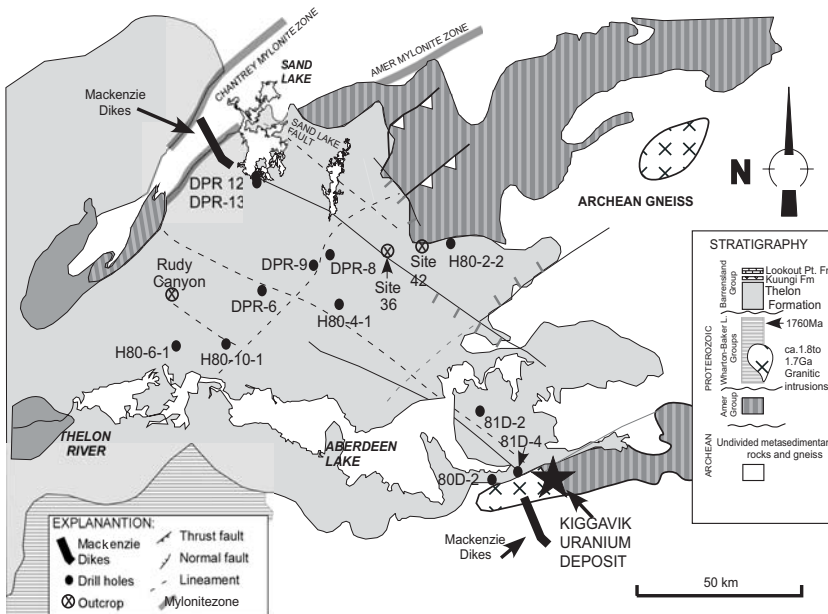 CHANTREY MYLONITE ZONE
SAND
LAKE
AMER MYLONITE ZONE
Mackenzie
Dikes
SAND LAKE
FAULT
DPR 12
DPR-13
ARCHEAN GNEISS
N
Rudy
Canyon
DPR-9
DPR-8
Site
36
Site
42
H80-2-2
DPR-6
H80-4-1
H80-6-1
H80-10-1
THELON
RIVER
ABERDEEN
LAKE
81D-2
81D-4
80D-2
Mackenzie
Dikes
KIGGAVIK
URANIUM
DEPOSIT
50 km
STRATIGRAPHY
Barrensland
Group
Lookout Pt. Fm
Kuungi Fm
Thelon
Formation
PROTEROZOIC
Wharton-Baker L.
Groups
1760Ma
ca.1.8to
1.7Ga
Granitic
intrusions
Amer
Group
ARCHEAN
Undivided metasedimentar
rocks and gneiss
EXPLANANTION:
Mackenzie
Dikes
Drill holes
Outcrop
Thrust fault
Normal fault
Lineament
Mylonitezone